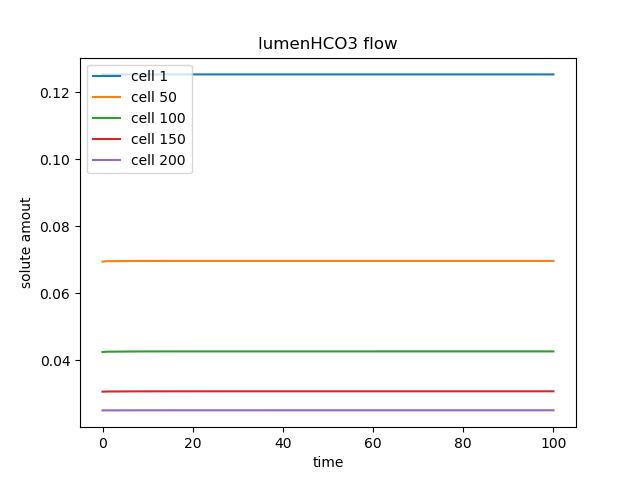 lumenHCO3 flow
cell 1
cell 50
cell 100
cell 150
cell 200
0.12
0.10
0.08
0.06
0.04
solute amout
0 20 40 60 80 100
time